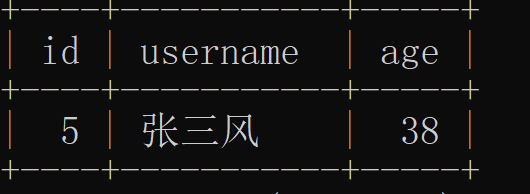 +----+-----------+-----+
| id | username  | age |
+----+-----------+-----+
|  5 | 张三风    |  38 |
+----+-----------+-----+